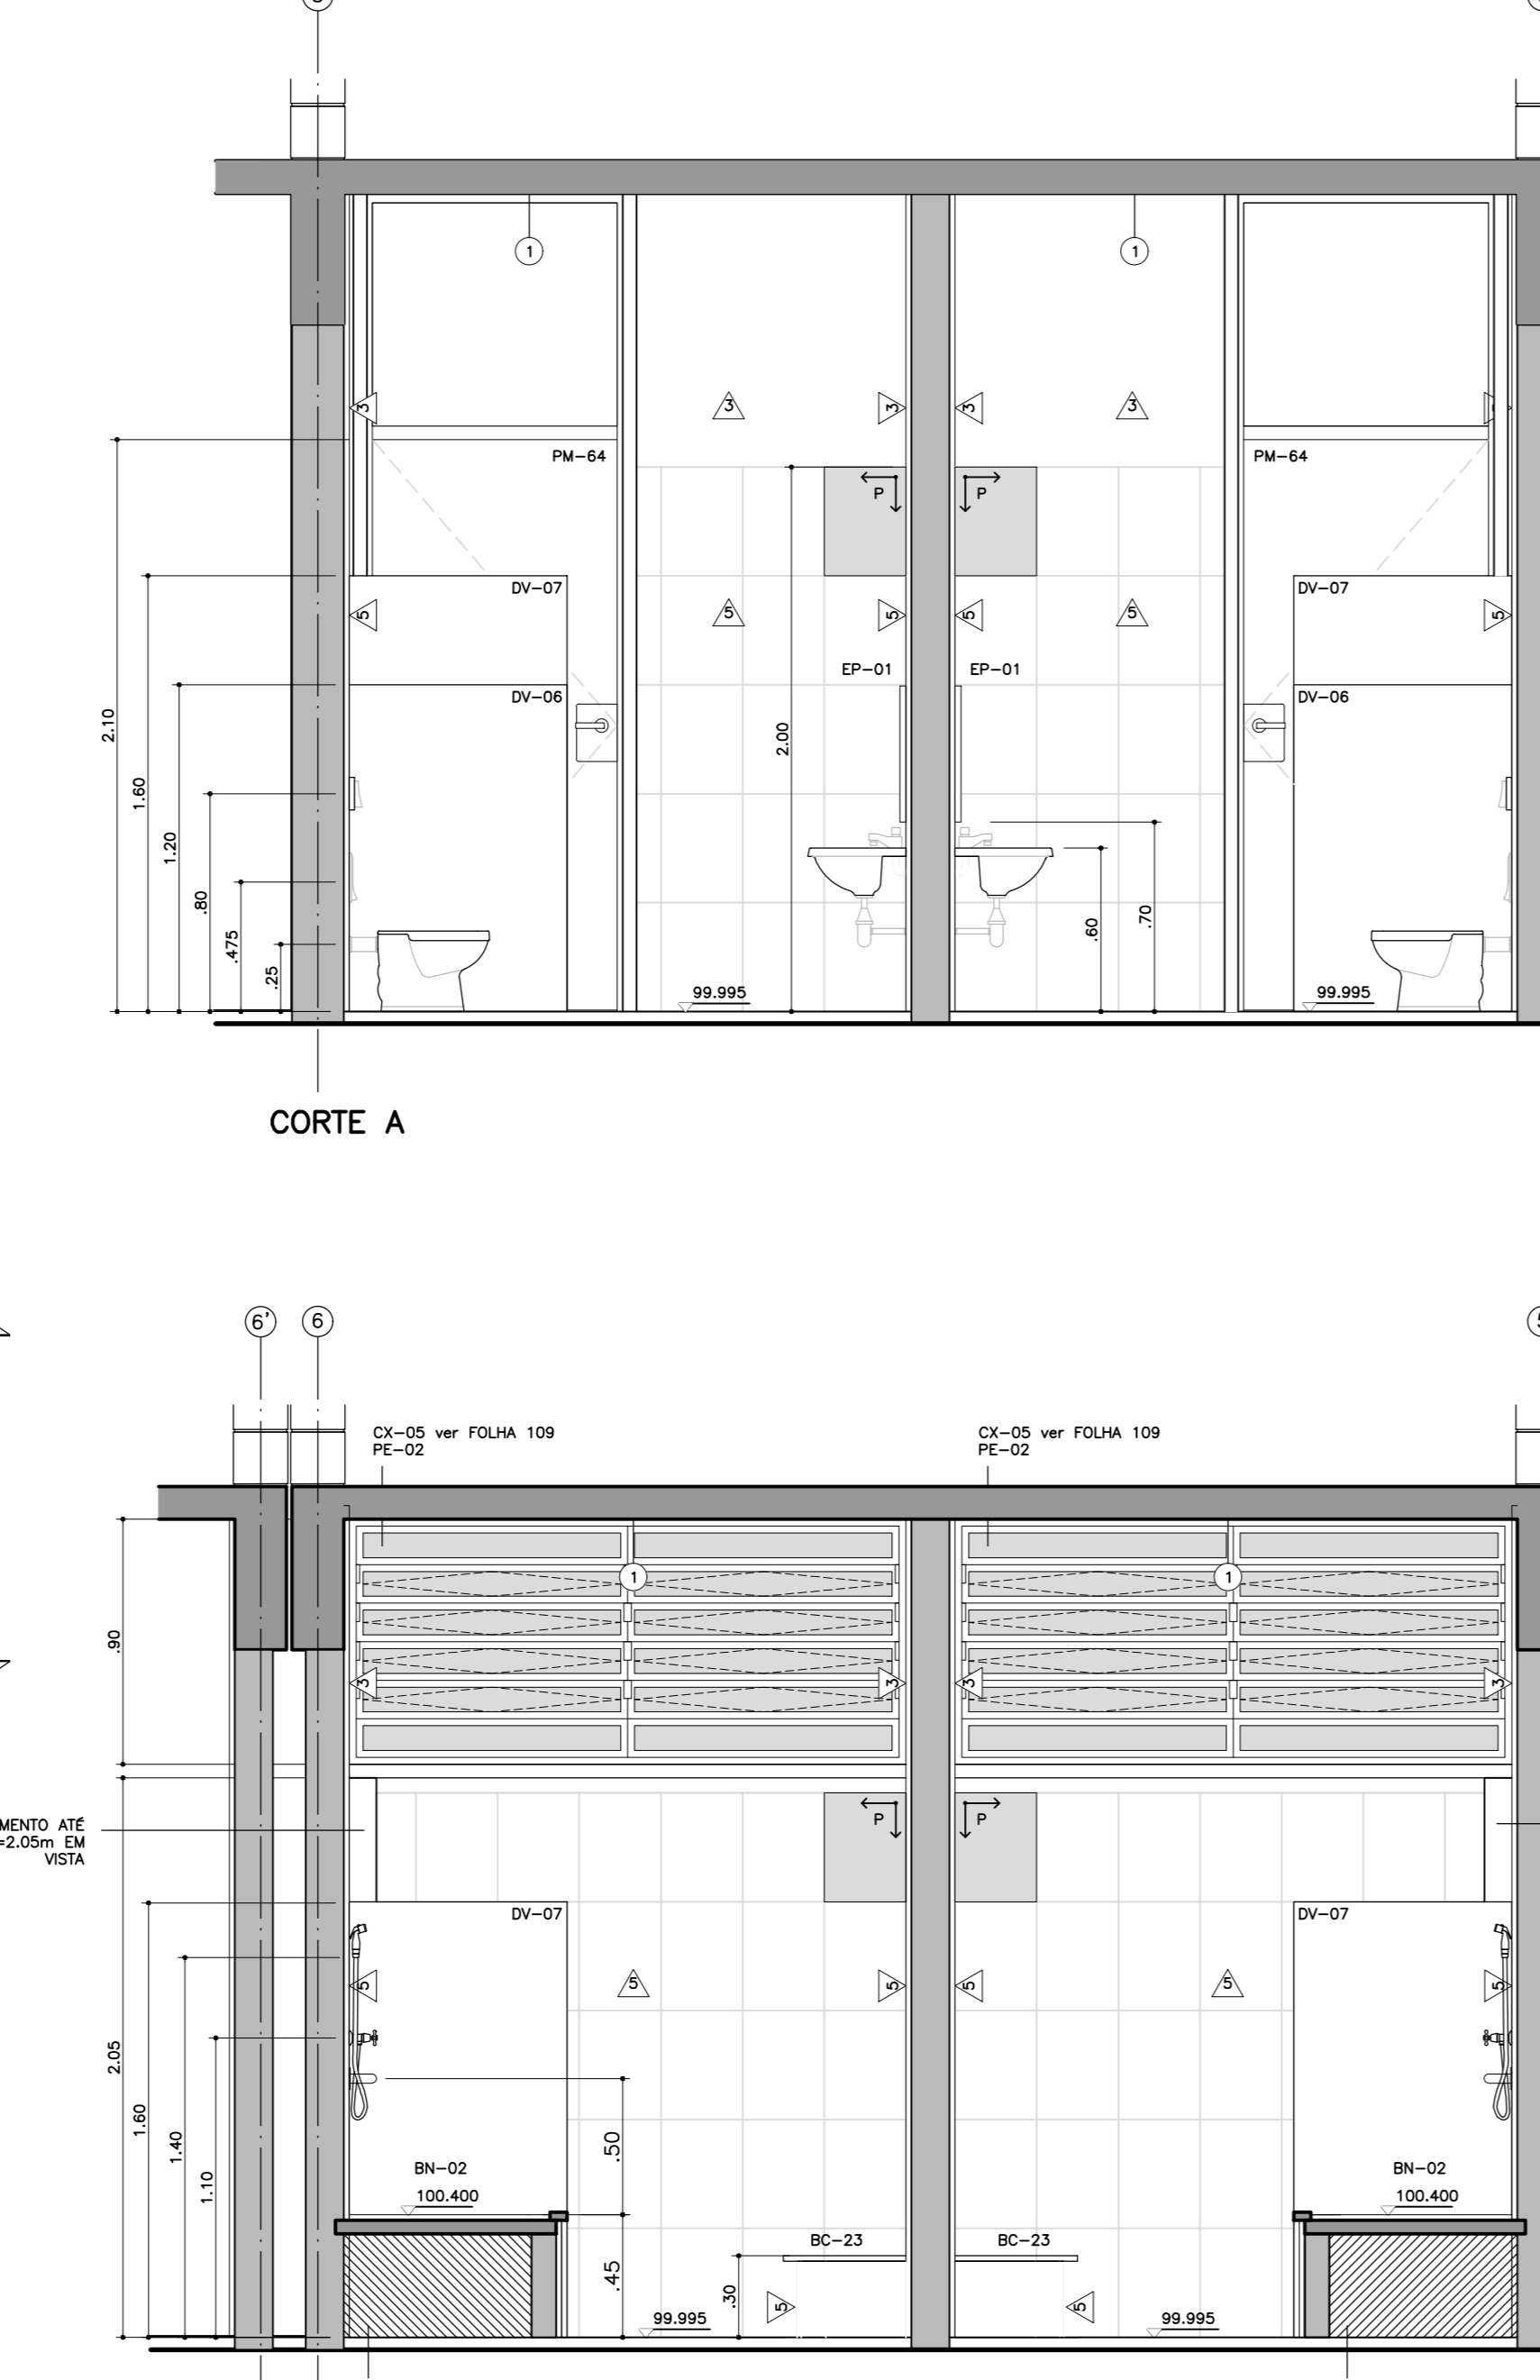 1
1
3
3
3
3
3
PM-64
PM-64
P
P
DV-07
DV-07
5
5
5
5
5
5
EP-01
EP-01
DV-06
DV-06
2.10
1.60
1.20
.80
.475
.25
2.00
.60
.70
99.995
99.995
99.995
CORTE A
6'
6
CX-05 ver FOLHA 109
PE-02
CX-05 ver FOLHA 109
PE-02
1
1
.90
3
3
3
3
P
P
MENTO ATÉ
=2.05m EM
VISTA
DV-07
DV-07
5
5
5
5
5
5
2.05
1.60
1.40
1.10
.50
.45
.30
BN-02
100.400
BN-02
100.400
BC-23
BC-23
5
5
99.995
99.995